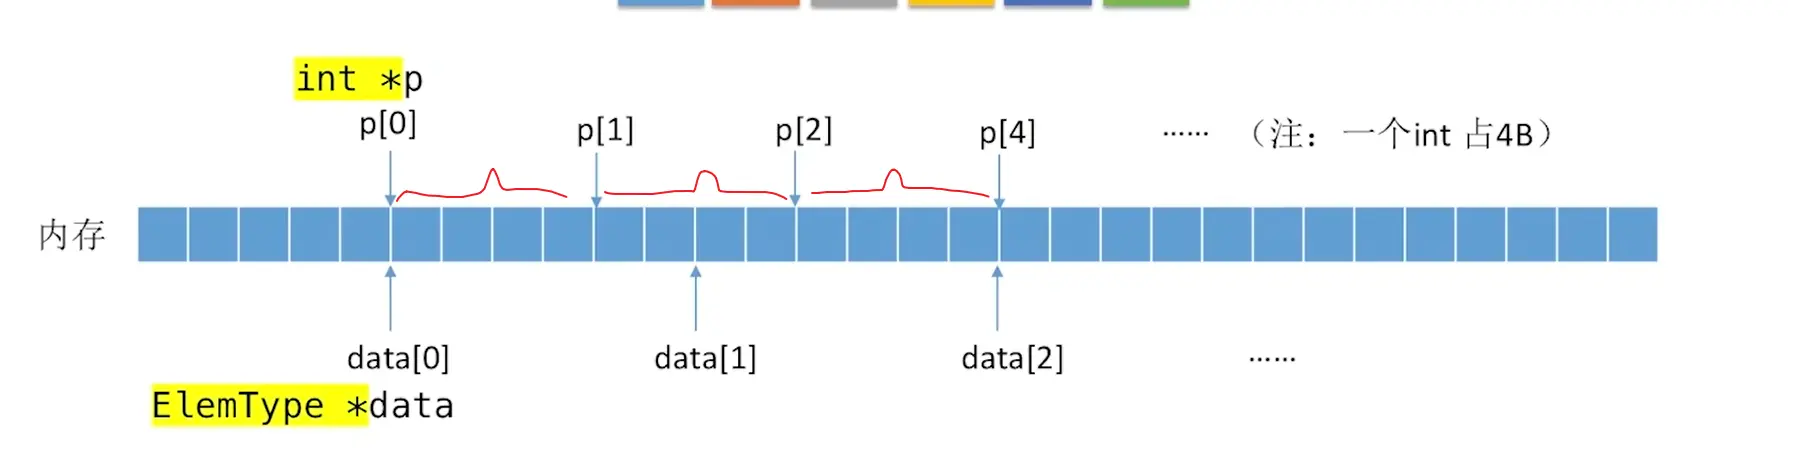 int *p
p[0] p[1] p[2] p[4] …… （注：一个int 占4B）
内存
data[0] data[1] data[2] ……
ElemType *data